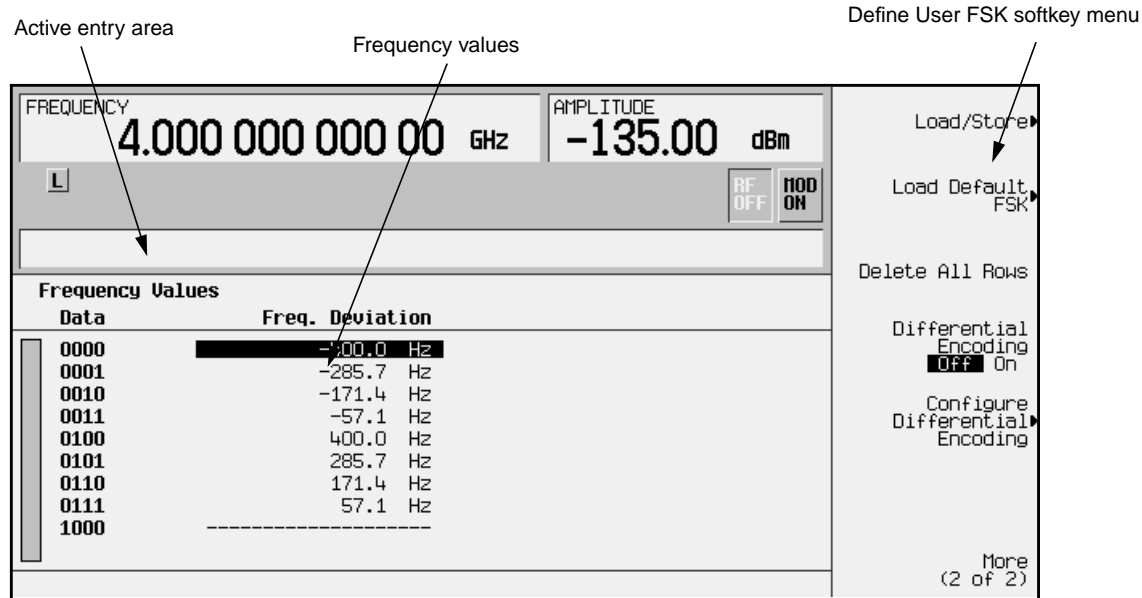 Active entry area
Frequency values
Define User FSK softkey menu
FREQUENCY
4.000 000 000 00 GHz
AMPLITUDE
-135.00 dBm
L
RF OFF
MOD ON
Frequency Values
Data Freq. Deviation
0000 Hz
0001 -285.7 Hz
0010 -171.4 Hz
0011 -57.1 Hz
0100 400.0 Hz
0101 285.7 Hz
0110 171.4 Hz
0111 57.1 Hz
1000 --------------------
Load/Store
Load Default
FSK
Delete All Rows
Differential
Encoding
Off On
Configure
Differential
Encoding
More
(2 of 2)